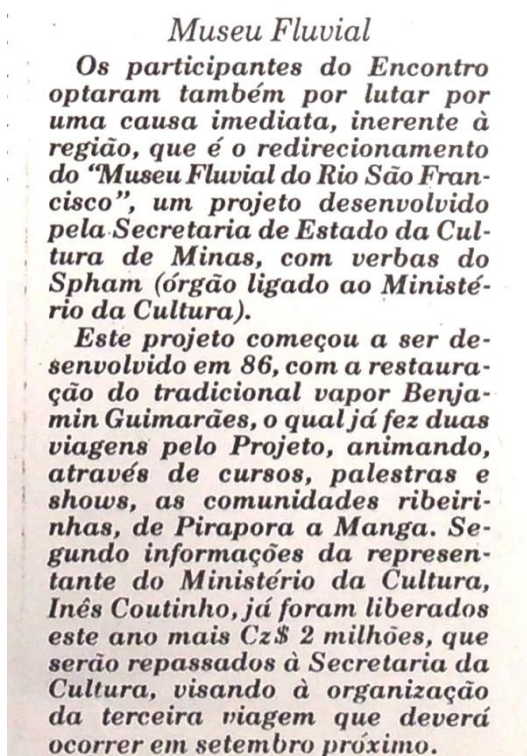 Museu Fluvial
Os participantes do Encontro
optaram também por lutar por
uma causa imediata, inerente à
região, que é o redirecionamento
do “Museu Fluvial do Rio São Fran-
cisco”, um projeto desenvolvido
pela Secretaria de Estado da Cul-
tura de Minas, com verbas do
Spham (órgão ligado ao Ministé-
rio da Cultura).
Este projeto começou a ser de-
senvolvido em 86, com a restaura-
ção do tradicional vapor Benja-
min Guimarães, o qual já fez duas
viagens pelo Projeto, animando,
através de cursos, palestras e
shows, as comunidades ribeiri-
nhas, de Pirapora a Manga. Se-
gundo informações da represen-
tante do Ministério da Cultura,
Inês Coutinho, já foram liberados
este ano mais Cz$ 2 milhões, que
serão repassados à Secretaria da
Cultura, visando à organização
da terceira viagem que deverá
ocorrer em setembro próximo.